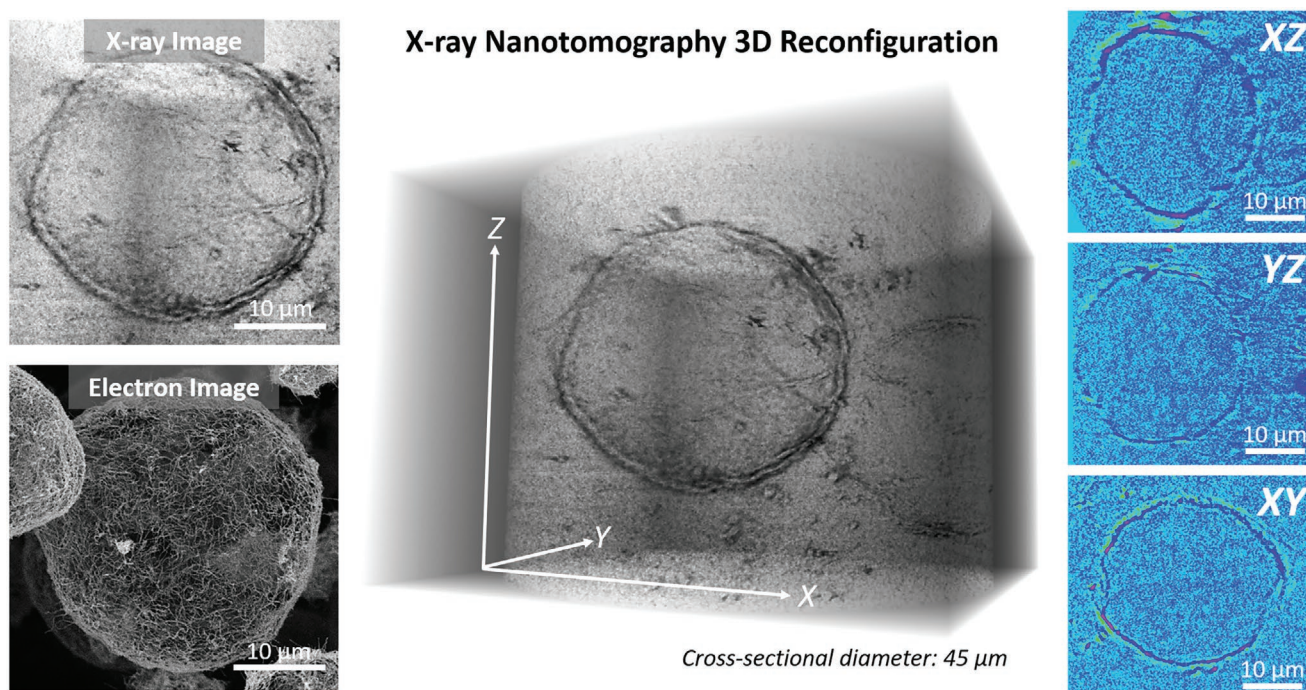 X-ray Image
10 µm
Electron Image
10 µm
X-ray Nanotomography 3D Reconfiguration
Z
Y
X
Cross-sectional diameter: 45 µm
XZ
10 µm
YZ
10 µm
XY
10 µm